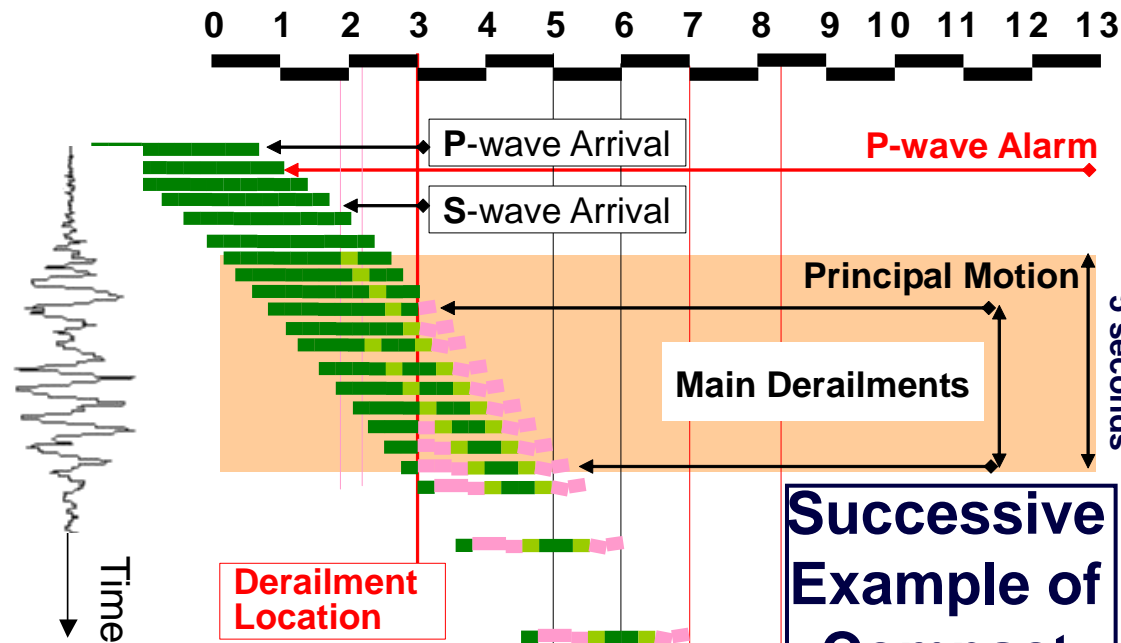 0 1 2 3 4 5 6 7 8 9 10 11 12 13
P-wave Arrival
P-wave Alarm
S-wave Arrival
Principal Motion
Main Derailments
seconds
Successive
Example of
Derailment
Location
Time